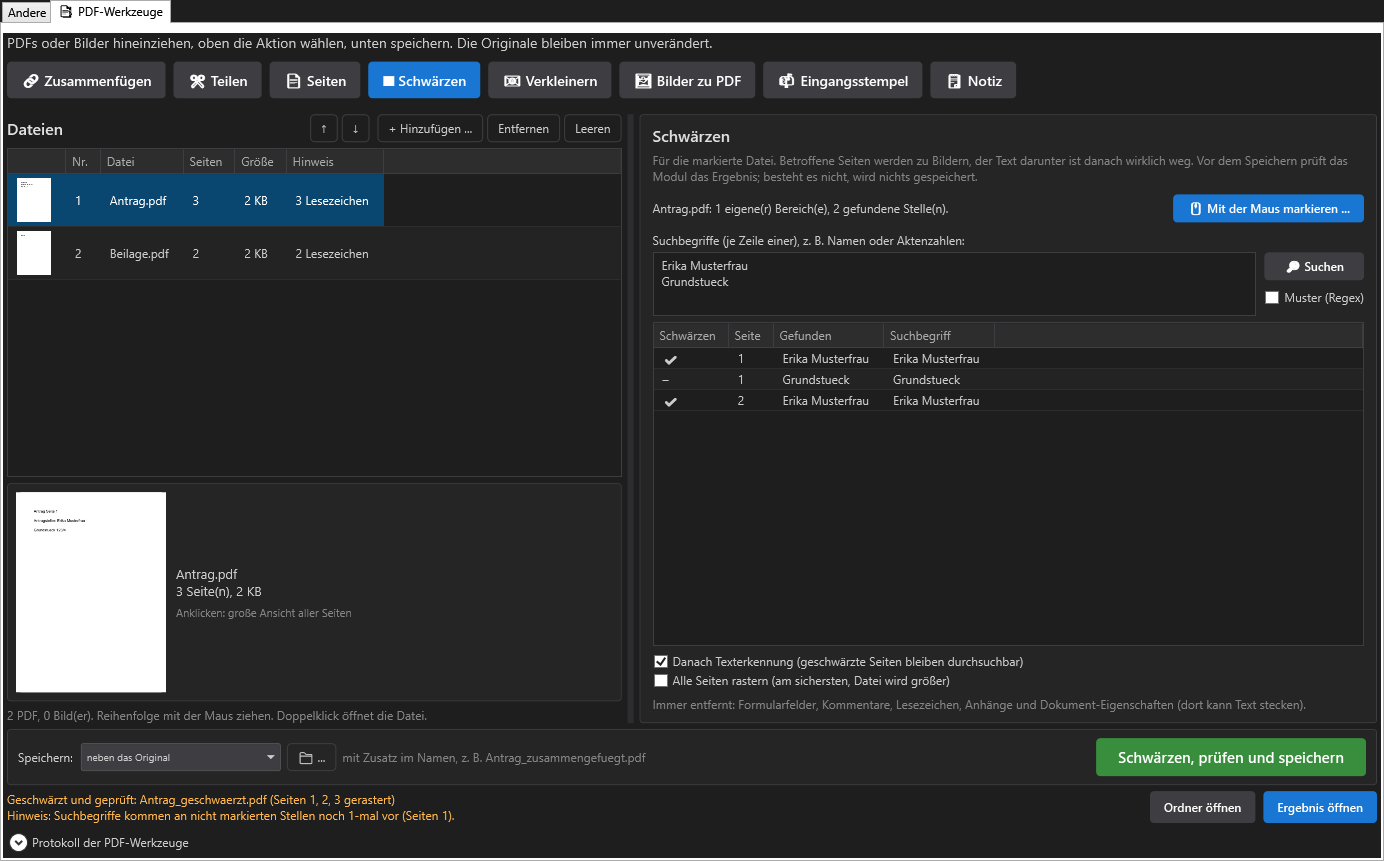 Andere
PDF-Werkzeuge
PDFs oder Bilder hineinziehen, oben die Aktion wählen, unten speichern. Die Originale bleiben immer unverändert.
Zusammenfügen
Teilen
Seiten
Schwärzen
Verkleinern
Bilder zu PDF
Eingangsstempel
Notiz
Dateien
↑
↓
+ Hinzufügen ...
Entfernen
Leeren
Nr. Datei Seiten Größe Hinweis
1 Antrag.pdf 3 2 KB 3 Lesezeichen
2 Beilage.pdf 2 2 KB 2 Lesezeichen
Antrag Seite 1
Antragstellerin: Erika Musterfrau
Antrag.pdf
3 Seite(n), 2 KB
Anklicken: große Ansicht aller Seiten
2 PDF, 0 Bild(er). Reihenfolge mit der Maus ziehen. Doppelklick öffnet die Datei.
Schwärzen
Für die markierte Datei. Betroffene Seiten werden zu Bildern, der Text darunter ist danach wirklich weg. Vor dem Speichern prüft das
Modul das Ergebnis; besteht es nicht, wird nichts gespeichert.
Antrag.pdf: 1 eigene(r) Bereich(e), 2 gefundene Stelle(n).
Mit der Maus markieren ...
Suchbegriffe (je Zeile einer), z. B. Namen oder Aktenzahlen:
Erika Musterfrau
Grundstueck
Suchen
Muster (Regex)
Schwärzen Seite Gefunden Suchbegriff
1 Erika Musterfrau Erika Musterfrau
– 1 Grundstueck Grundstueck
2 Erika Musterfrau Erika Musterfrau
Danach Texterkennung (geschwärzte Seiten bleiben durchsuchbar)
Alle Seiten rastern (am sichersten, Datei wird größer)
Immer entfernt: Formularfelder, Kommentare, Lesezeichen, Anhänge und Dokument-Eigenschaften (dort kann Text stecken).
Speichern:
neben das Original
...
mit Zusatz im Namen, z. B. Antrag_zusammengefuegt.pdf
Schwärzen, prüfen und speichern
Geschwärzt und geprüft: Antrag_geschwaerzt.pdf (Seiten 1, 2, 3 gerastert)
Hinweis: Suchbegriffe kommen an nicht markierten Stellen noch 1-mal vor (Seiten 1).
Ordner öffnen
Ergebnis öffnen
Protokoll der PDF-Werkzeuge